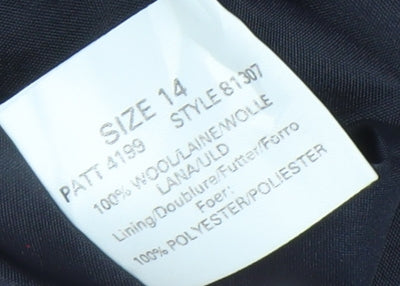 SIZE 14
PATT 4199 STYLE 81307
100% WOOL/LAINE/WOLLE
LANA/ULD
Lining/Doublure/Futter/Forro
Foer:
100% POLYESTER/POLIESTER